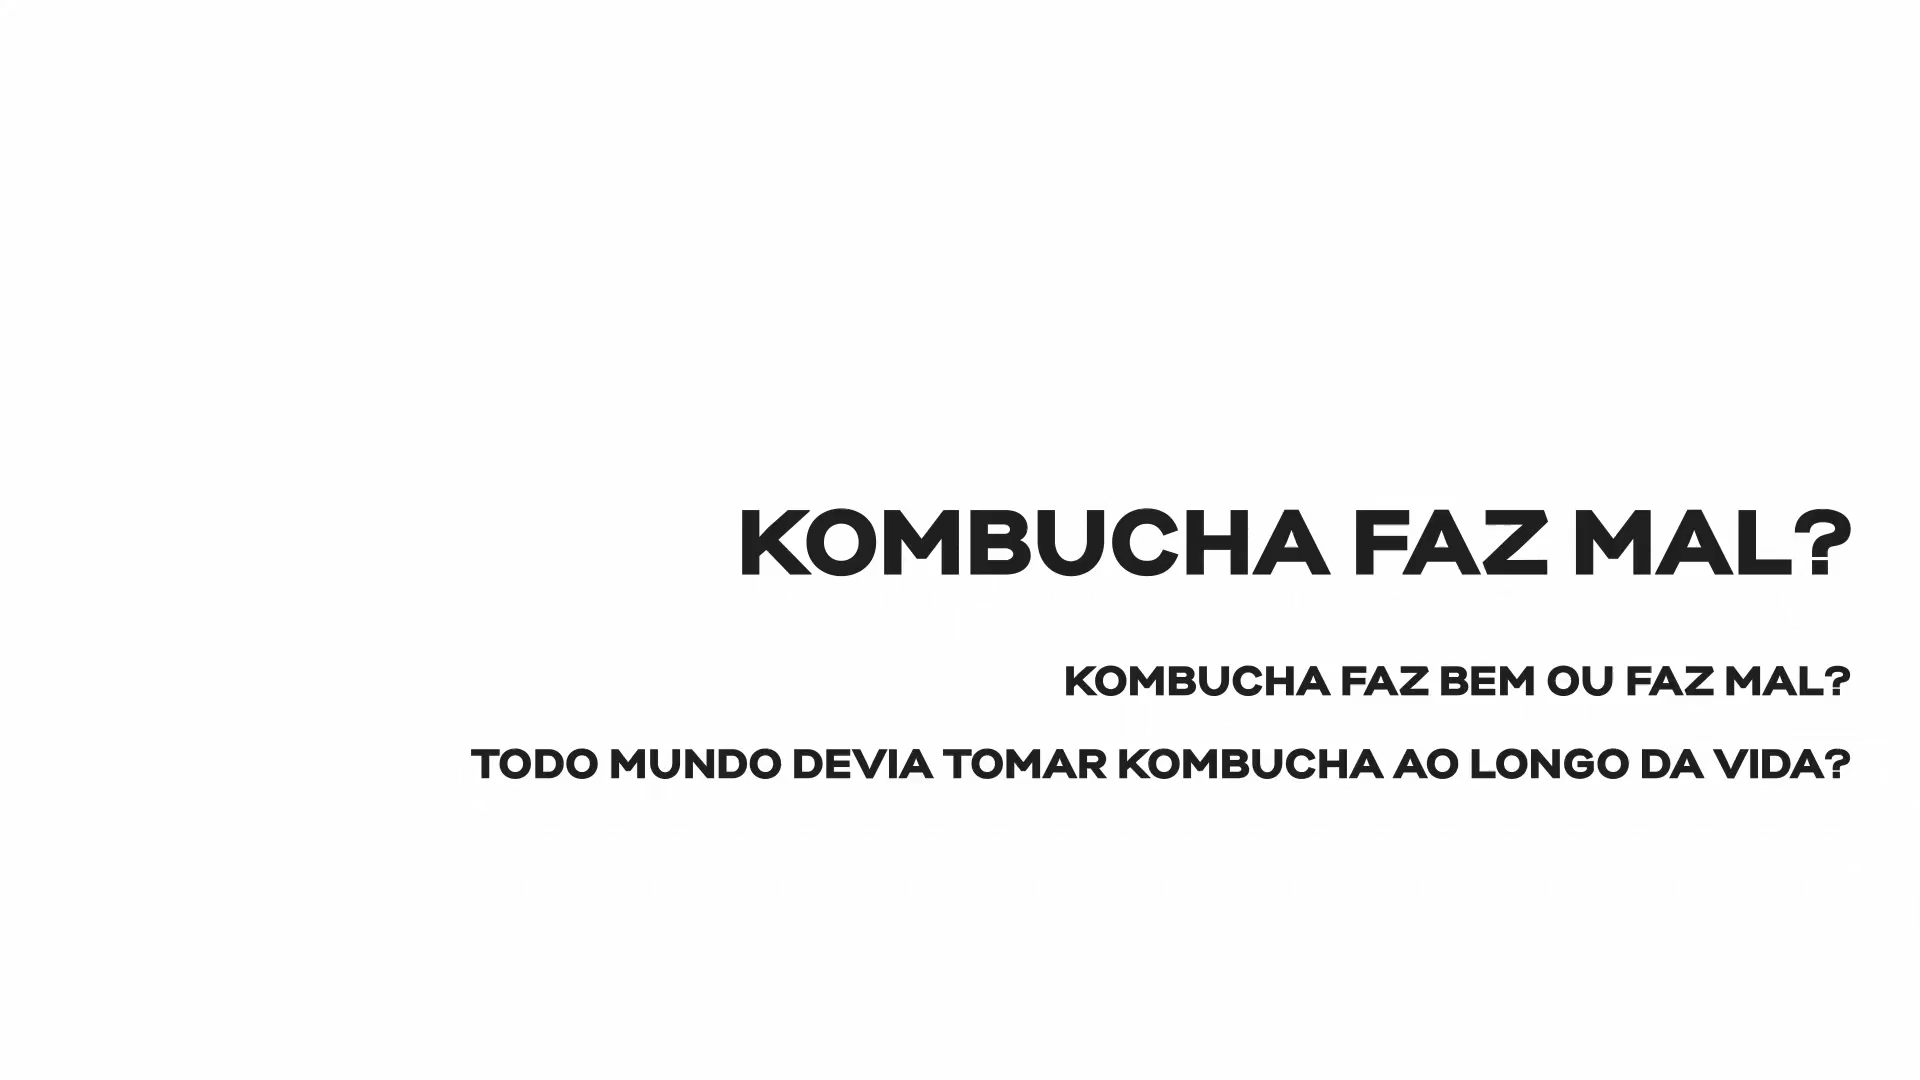 KOMBUCHA FAZ MAL?
KOMBUCHA FAZ BEM OU FAZ MAL?
TODO MUNDO DEVIA TOMAR KOMBUCHA AO LONGO DA VIDA?